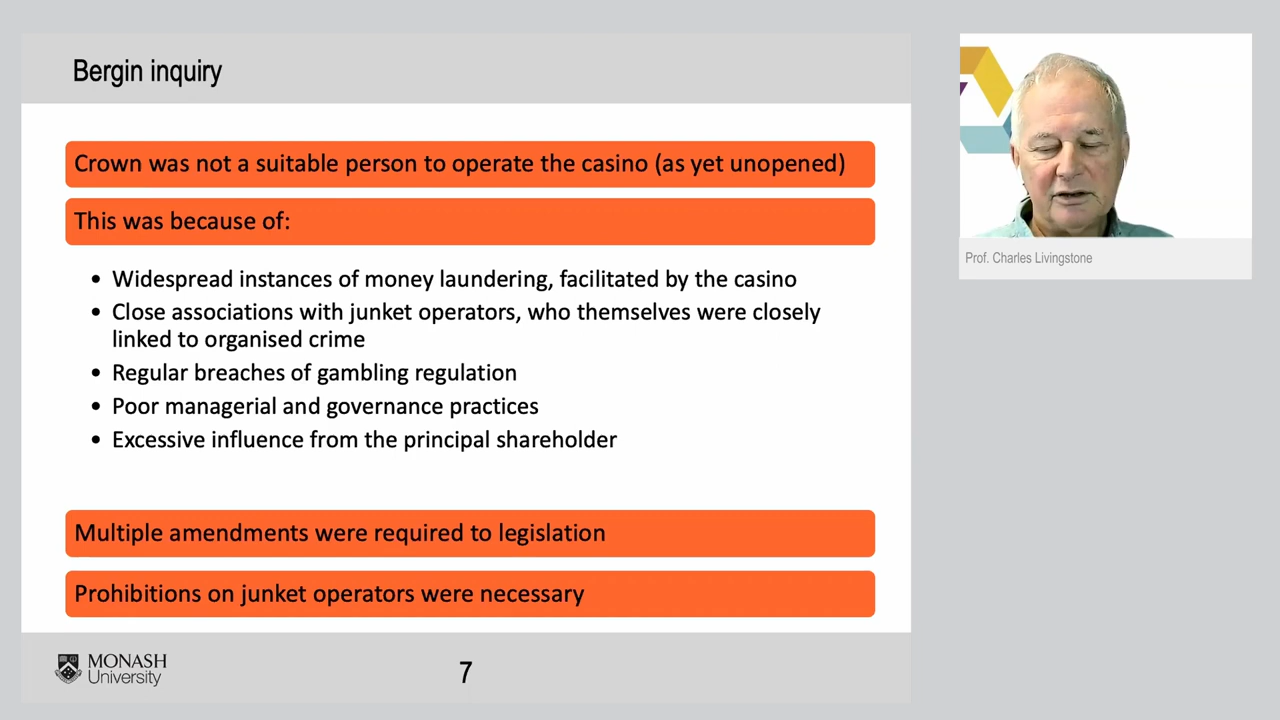 Bergin inquiry
Crown was not a suitable person to operate the casino (as yet unopened)
This was because of:
• Widespread instances of money laundering, facilitated by the casino
• Close associations with junket operators, who themselves were closely
linked to organised crime
• Regular breaches of gambling regulation
• Poor managerial and governance practices
• Excessive influence from the principal shareholder
Multiple amendments were required to legislation
Prohibitions on junket operators were necessary
MONASH
University
7
Prof. Charles Livingstone